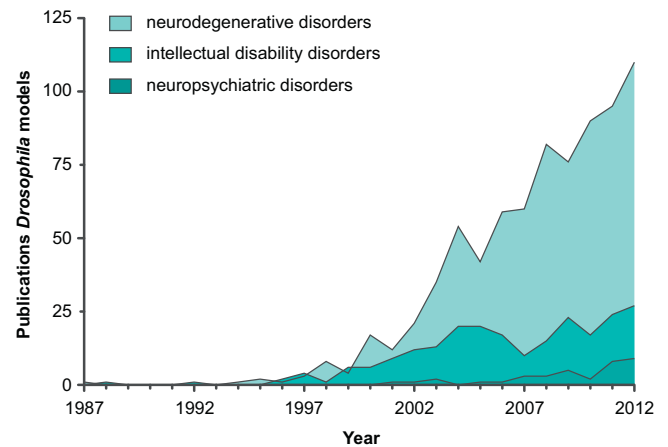 125
100
75
50
25
0
Publications Drosophila models
neurodegenerative disorders
intellectual disability disorders
neuropsychiatric disorders
1987 1992 1997 2002 2007 2012
Year